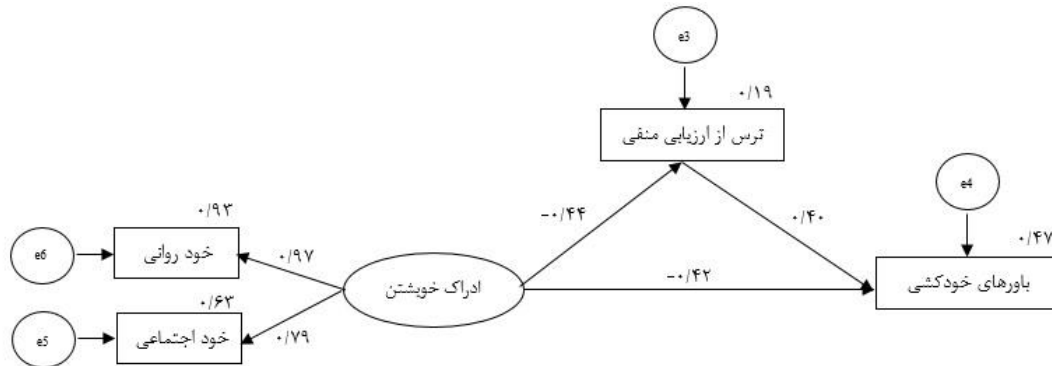 e3
۰/۱۹
ترس از ارزیابی منفی
e4
۰/۴۷
باورهای خودکشی
-۰/۴۴
۰/۴۰
-۰/۴۲
ادراک خویشتن
۰/۹۳
e6
خود روانی
۰/۹۷
۰/۶۳
e5
خود اجتماعی
۰/۷۹